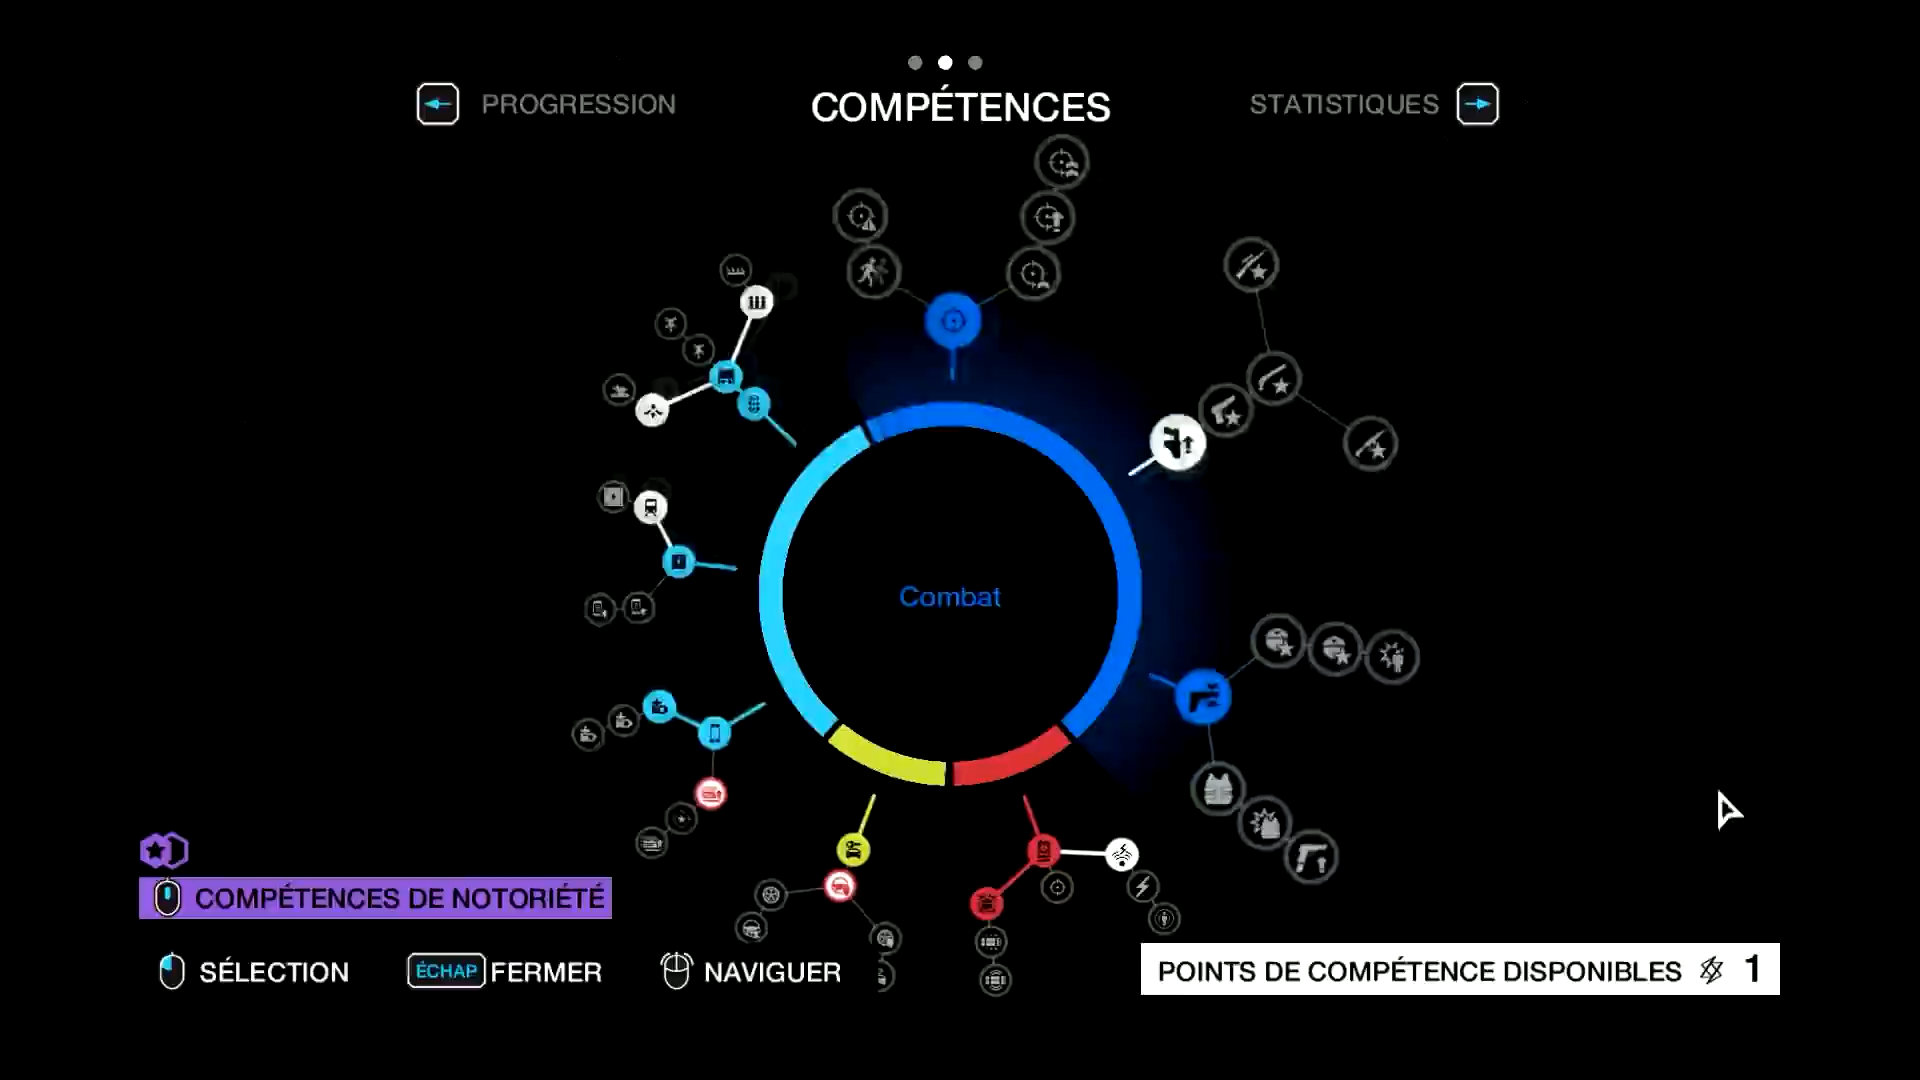 PROGRESSION
COMPÉTENCES
STATISTIQUES
Combat
COMPÉTENCES DE NOTORIÉTÉ
SÉLECTION
ÉCHAP FERMER
NAVIGUER
POINTS DE COMPÉTENCE DISPONIBLES 1